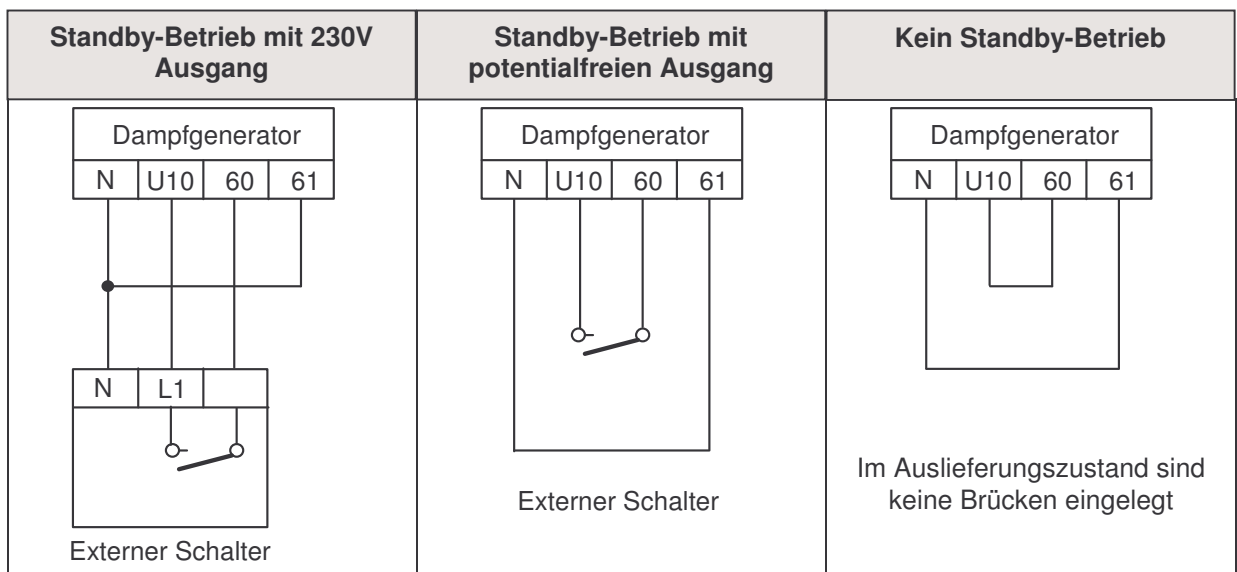 Standby-Betrieb mit 230V
Ausgang
Dampfgenerator
N U10 60 61
N L1
Externer Schalter
Standby-Betrieb mit
potentialfreien Ausgang
Dampfgenerator
N U10 60 61
Externer Schalter
Kein Standby-Betrieb
Dampfgenerator
N U10 60 61
Im Auslieferungszustand sind
keine Brücken eingelegt